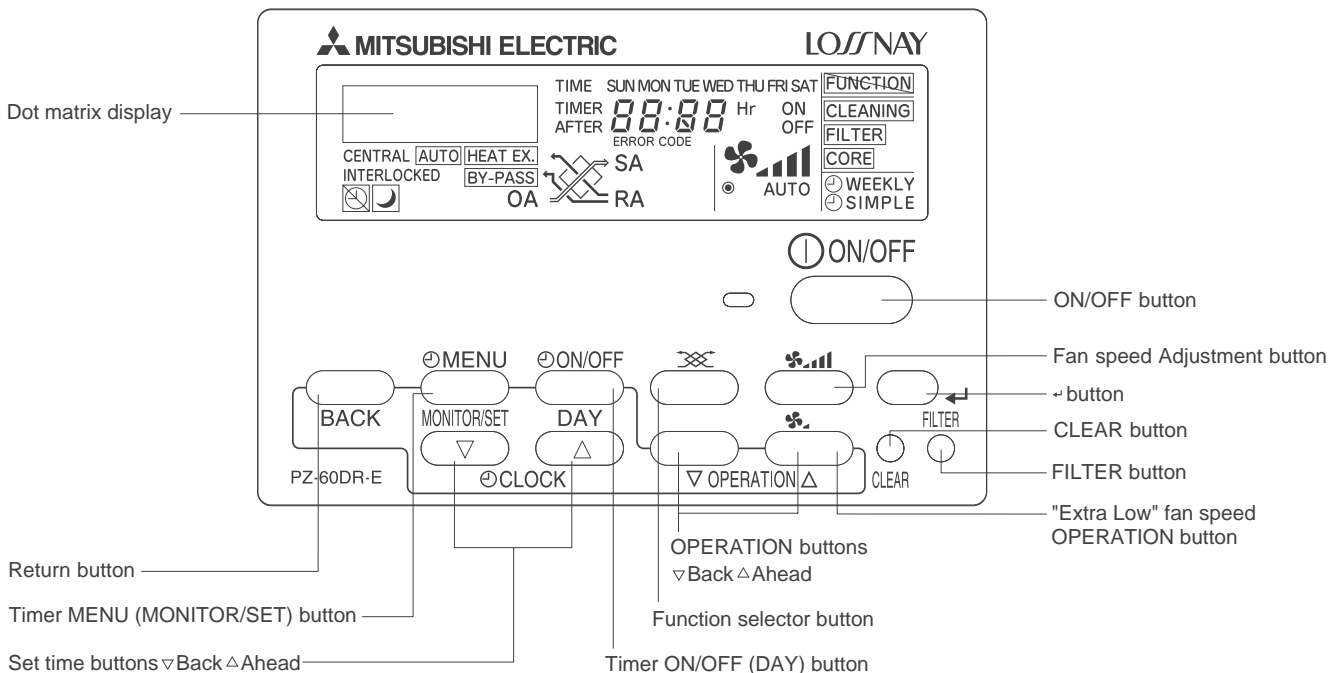 MITSUBISHI ELECTRIC
LOSSNAY
Dot matrix display
TIME SUN MON TUE WED THU FRI SAT
FUNCTION
TIMER 88:88 Hr ON
AFTER OFF
CLEANING
ERROR CODE
FILTER
CENTRAL AUTO HEAT EX.
SA
CORE
INTERLOCKED BY-PASS
AUTO
WEEKLY
OA RA
SIMPLE
ON/OFF
ON/OFF button
MENU
ON/OFF
Fan speed Adjustment button
↵ button
BACK
MONITOR/SET
DAY
FILTER
CLEAR button
▽ △
PZ-60DR-E
CLOCK
▽ OPERATION △
CLEAR
FILTER button
"Extra Low" fan speed
OPERATION button
OPERATION buttons
▽Back △Ahead
Return button
Timer MENU (MONITOR/SET) button
Function selector button
Set time buttons ▽Back △Ahead
Timer ON/OFF (DAY) button